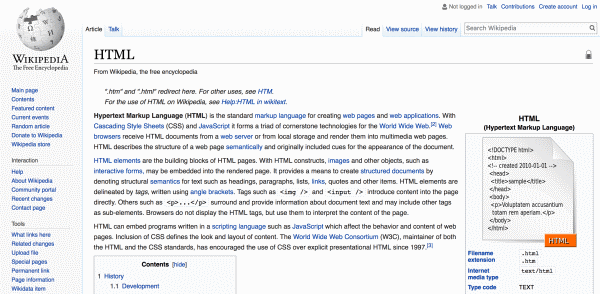 Not logged in Talk Contributions Create account Log in
Article Talk Read View source View history Search Wikipedia
WIKIPEDIA
The Free Encyclopedia
Main page
Contents
Featured content
Current events
Random article
Donate to Wikipedia
Wikipedia store
Interaction
Help
About Wikipedia
Community portal
Recent changes
Contact page
Tools
What links here
Related changes
Upload file
Special pages
Permanent link
Page information
Wikidata item
HTML
From Wikipedia, the free encyclopedia
".htm" and ".html" redirect here. For other uses, see HTM.
For the use of HTML on Wikipedia, see Help:HTML in wikitext.
Hypertext Markup Language (HTML) is the standard markup language for creating web pages and web applications. With
Cascading Style Sheets (CSS) and JavaScript it forms a triad of cornerstone technologies for the World Wide Web.[2] Web
browsers receive HTML documents from a web server or from local storage and render them into multimedia web pages.
HTML describes the structure of a web page semantically and originally included cues for the appearance of the document.
HTML elements are the building blocks of HTML pages. With HTML constructs, images and other objects, such as
interactive forms, may be embedded into the rendered page. It provides a means to create structured documents by
denoting structural semantics for text such as headings, paragraphs, lists, links, quotes and other items. HTML elements are
delineated by tags, written using angle brackets. Tags such as <img /> and <input /> introduce content into the page
directly. Others such as <p>...</p> surround and provide information about document text and may include other tags
as sub-elements. Browsers do not display the HTML tags, but use them to interpret the content of the page.
HTML can embed programs written in a scripting language such as JavaScript which affect the behavior and content of web
pages. Inclusion of CSS defines the look and layout of content. The World Wide Web Consortium (W3C), maintainer of both
the HTML and the CSS standards, has encouraged the use of CSS over explicit presentational HTML since 1997.[3]
Contents [hide]
1 History
1.1 Development
HTML
(Hypertext Markup Language)
<!DOCTYPE html>
<html>
<!-- created 2010-01-01 -->
<head>
<title>sample</title>
</head>
<body>
<p>Voluptatem accusantium
totam rem aperiam.</p>
</body>
</html>
HTML
Filename .html
extension .htm
Internet text/html
media type
Type code TEXT